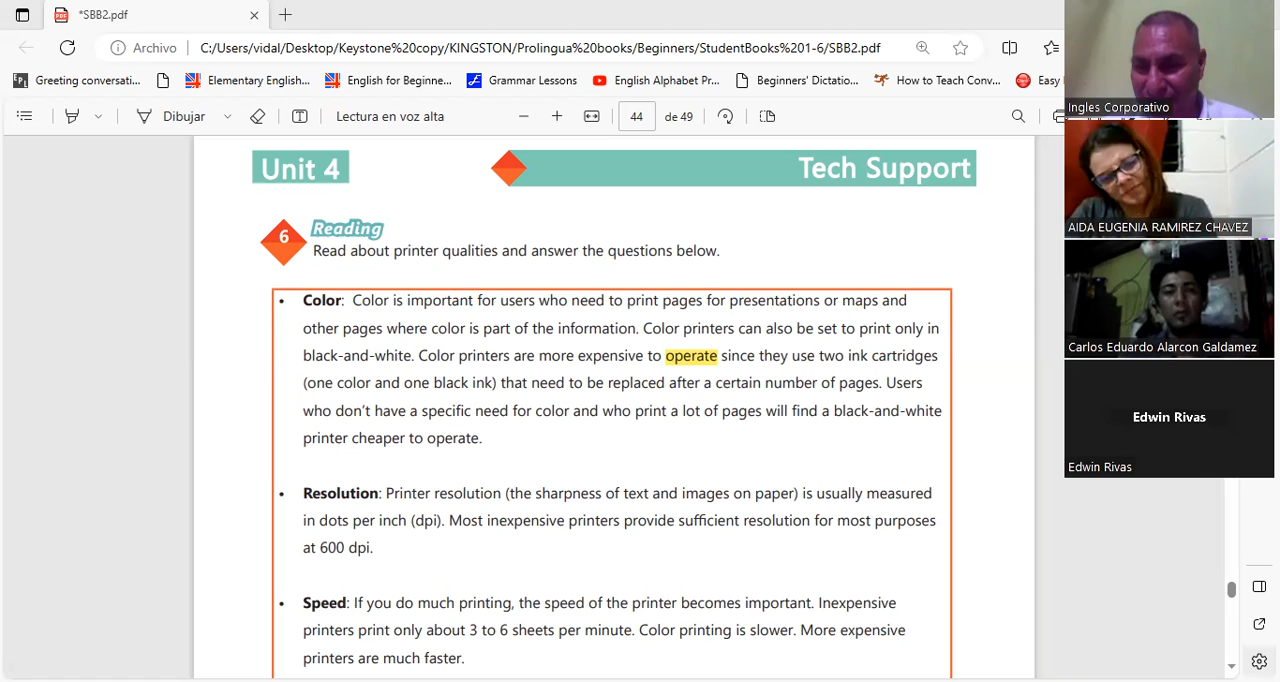 *SBB2.pdf
Archivo
C:/Users/vidal/Desktop/Keystone%20copy/KINGSTON/Prolingua%20books/Beginners/StudentBooks%201-6/SBB2.pdf
Greeting conversati...
Elementary English...
English for Beginne...
Grammar Lessons
English Alphabet Pr...
Beginners' Dictatio...
How to Teach Conv...
Easy
Dibujar
Lectura en voz alta
44
de 49
Unit 4
Tech Support
6
Reading
Read about printer qualities and answer the questions below.
• Color: Color is important for users who need to print pages for presentations or maps and
other pages where color is part of the information. Color printers can also be set to print only in
black-and-white. Color printers are more expensive to operate since they use two ink cartridges
(one color and one black ink) that need to be replaced after a certain number of pages. Users
who don't have a specific need for color and who print a lot of pages will find a black-and-white
printer cheaper to operate.
• Resolution: Printer resolution (the sharpness of text and images on paper) is usually measured
in dots per inch (dpi). Most inexpensive printers provide sufficient resolution for most purposes
at 600 dpi.
• Speed: If you do much printing, the speed of the printer becomes important. Inexpensive
printers print only about 3 to 6 sheets per minute. Color printing is slower. More expensive
printers are much faster.
Ingles Corporativo
AIDA EUGENIA RAMIREZ CHAVEZ
Carlos Eduardo Alarcon Galdamez
Edwin Rivas
Edwin Rivas